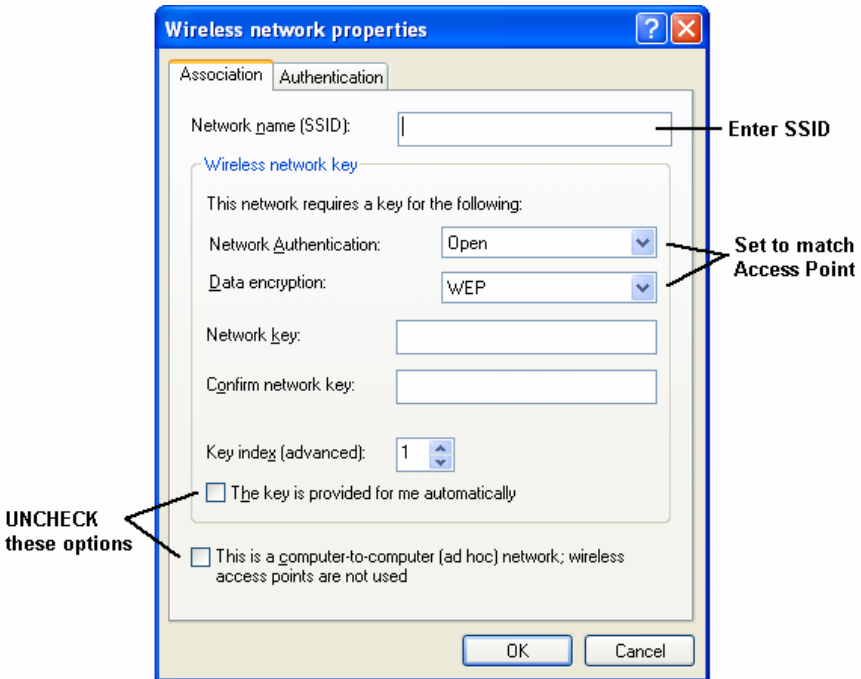 Wireless network properties
Association
Authentication
Network name (SSID):
Enter SSID
Wireless network key
This network requires a key for the following:
Network Authentication:
Open
Set to match
Access Point
Data encryption:
WEP
Network key:
Confirm network key:
Key index (advanced):
1
The key is provided for me automatically
UNCHECK
these options
This is a computer-to-computer (ad hoc) network; wireless
access points are not used
OK
Cancel